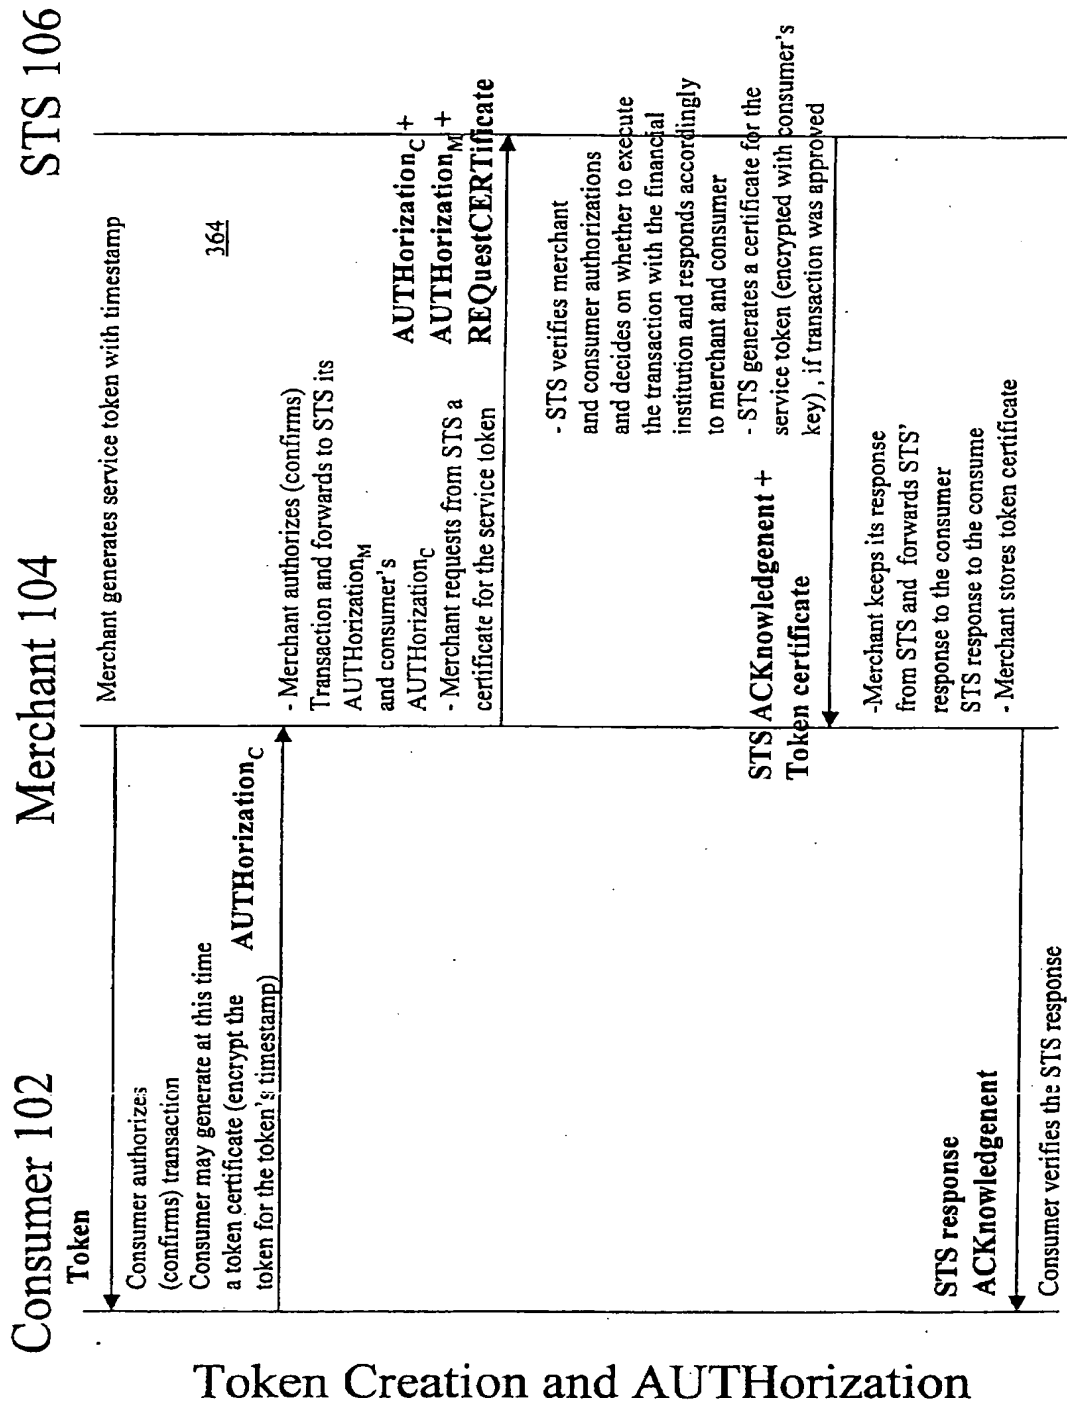 Consumer 102
Merchant 104
STS 106
Token
Merchant generates service token with timestamp
364
Consumer authorizes
(confirms) transaction
Consumer may generate at this time
a token certificate (encrypt the
token for the token's timestamp)
AUTHorizationC
- Merchant authorizes (confirms)
Transaction and forwards to STS its
AUTHorizationM
and consumer's
AUTHorizationC
- Merchant requests from STS a
certificate for the service token
AUTHorizationC +
AUTHorizationM +
REQuestCERTificate
- STS verifies merchant
and consumer authorizations
and decides on whether to execute
the transaction with the financial
institution and responds accordingly
to merchant and consumer
- STS generates a certificate for the
service token (encrypted with consumer's
key) , if transaction was approved
STS ACKnowledgenent +
Token certificate
-Merchant keeps its response
from STS and forwards STS'
response to the consumer
STS response to the consume
- Merchant stores token certificate
STS response
ACKnowledgenent
Consumer verifies the STS response
Token Creation and AUTHorization